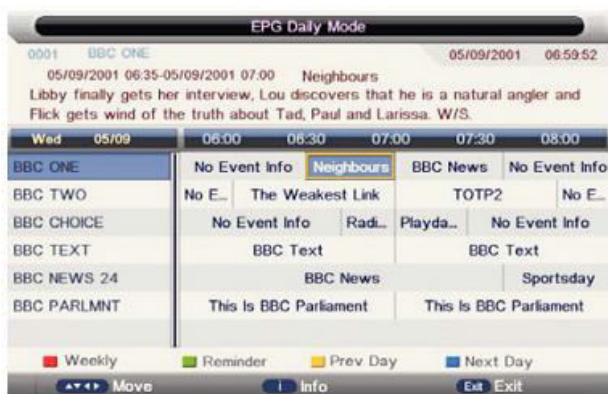 EPG Daily Mode
0001 BBC ONE 05/09/2001 06:59:52
05/09/2001 06:35-05/09/2001 07:00 Neighbours
Libby finally gets her interview, Lou discovers that he is a natural angler and
Flick gets wind of the truth about Tad, Paul and Larissa. W/S.
Wed 05/09 06:00 06:30 07:00 07:30 08:00
BBC ONE No Event Info Neighbours BBC News No Event Info
BBC TWO No E... The Weakest Link TOTP2 No E...
BBC CHOICE No Event Info Radi... Playda... No Event Info
BBC TEXT BBC Text BBC Text
BBC NEWS 24 BBC News Sportsday
BBC PARLMNT This Is BBC Parliament This Is BBC Parliament
Weekly Reminder Prev Day Next Day
Move i Info Exit Exit